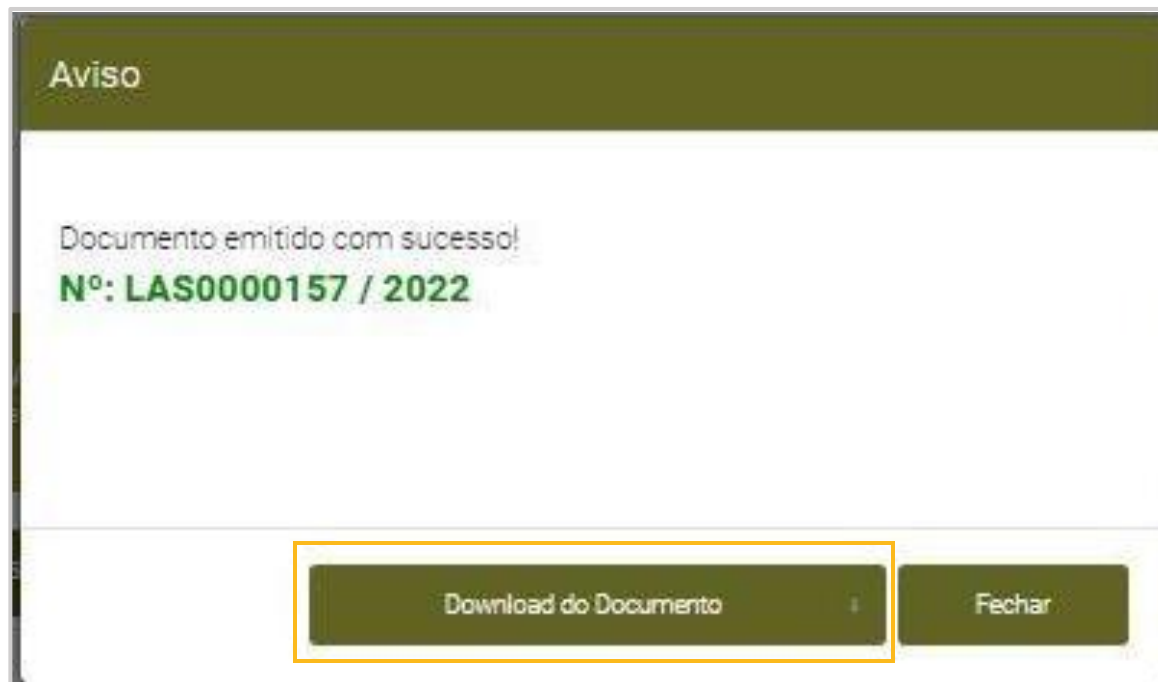 Aviso
Documento emitido com sucesso!
Nº: LAS0000157 / 2022
Download do Documento
Fechar